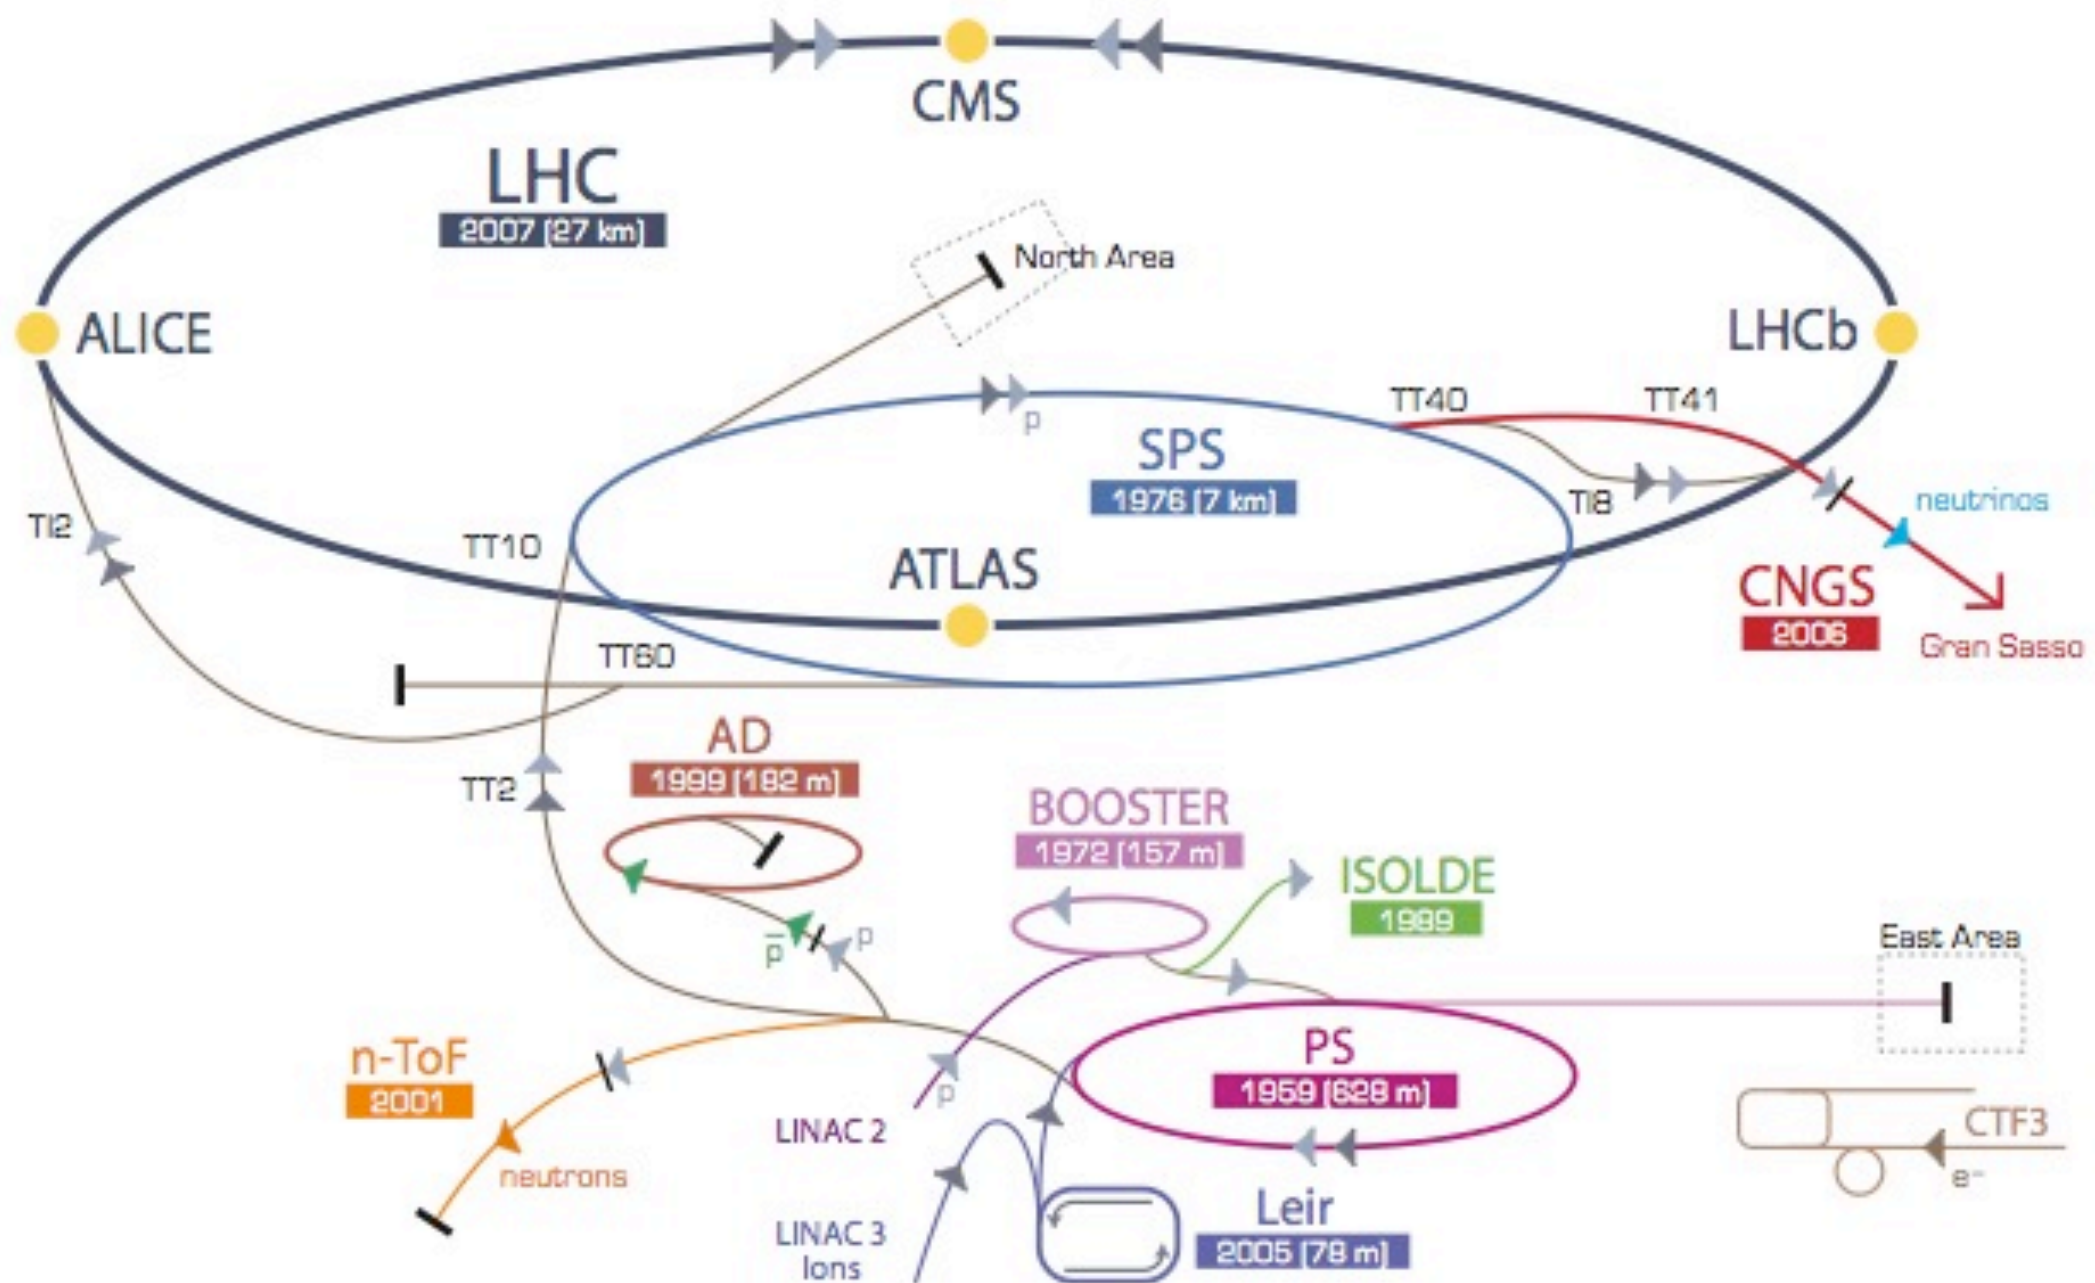 CMS
LHC
2007 (27 km)
North Area
ALICE
LHCb
TT40
TT41
p
SPS
1976 (7 km)
TI8
neutrinos
TI2
TT10
ATLAS
CNGS
2006
Gran Sasso
TT60
AD
1999 (182 m)
TT2
BOOSTER
1972 (157 m)
ISOLDE
1989
p
p̅
East Area
n-ToF
2001
PS
1959 (628 m)
p
LINAC 2
CTF3
e-
neutrons
Leir
2005 (78 m)
LINAC 3
Ions